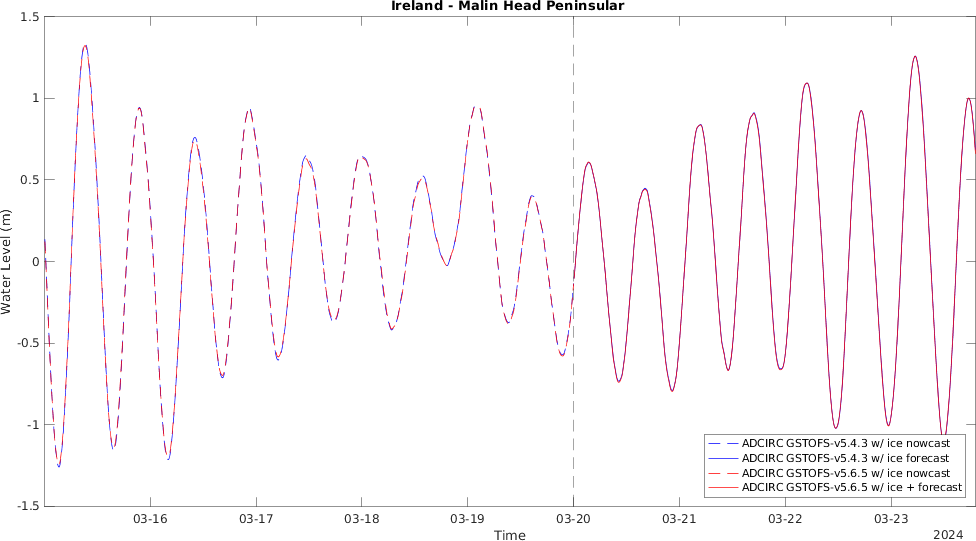 Ireland - Malin Head Peninsular
1.5
1
0.5
0
-0.5
-1
-1.5
Water Level (m)
03-16
03-17
03-18
03-19
03-20
03-21
03-22
03-23
Time
2024
ADCIRC GSTOFS-v5.4.3 w/ ice nowcast
ADCIRC GSTOFS-v5.4.3 w/ ice forecast
ADCIRC GSTOFS-v5.6.5 w/ ice nowcast
ADCIRC GSTOFS-v5.6.5 w/ ice + forecast